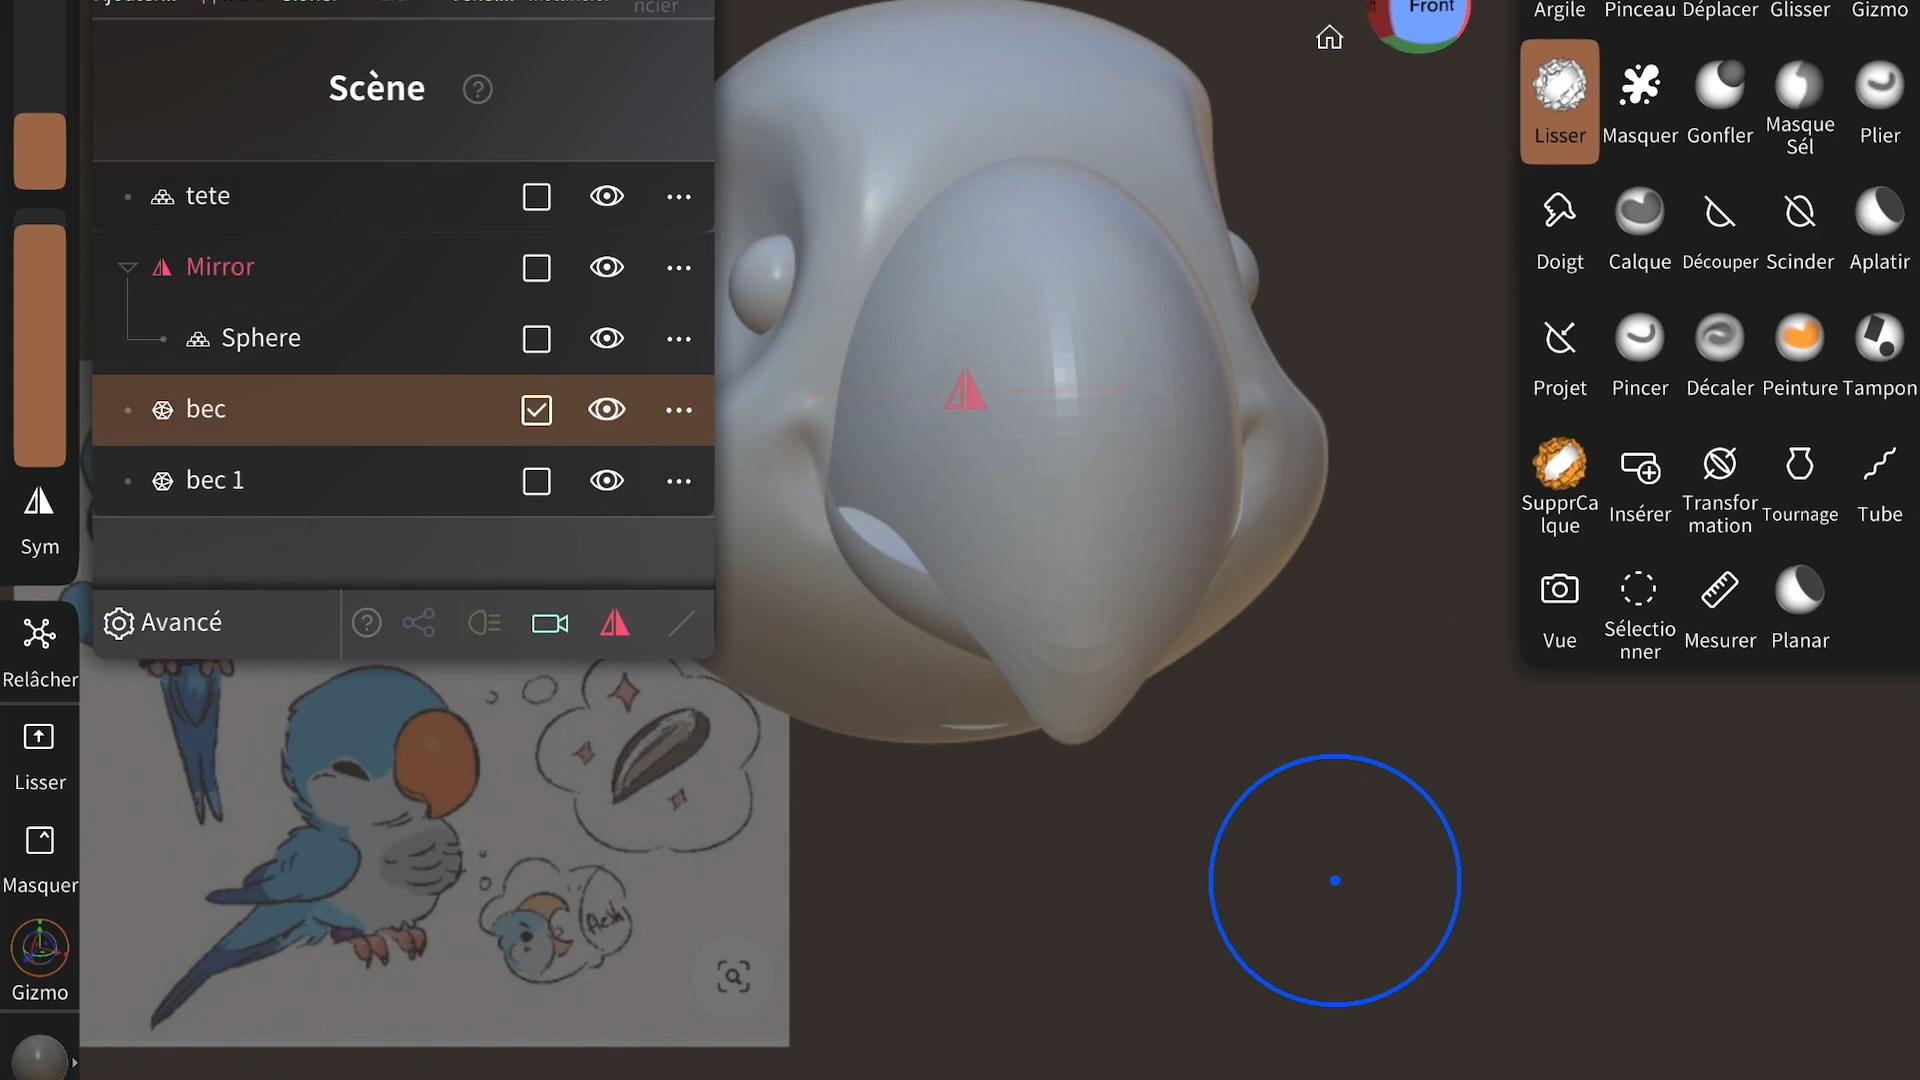 ncier
Front
Argile
Pinceau
Déplacer
Glisser
Gizmo
Scène
?
Lisser
Masquer
Gonfler
Masque
Sél
Plier
tete
Doigt
Calque
Découper
Scinder
Aplatir
Mirror
Sphere
Projet
Pincer
Décaler
Peinture
Tampon
bec
bec 1
SupprCa
lque
Insérer
Transfor
mation
Tournage
Tube
Sym
Avancé
?
Vue
Sélectio
nner
Mesurer
Planar
Relâcher
Lisser
Masquer
Gizmo
flesh